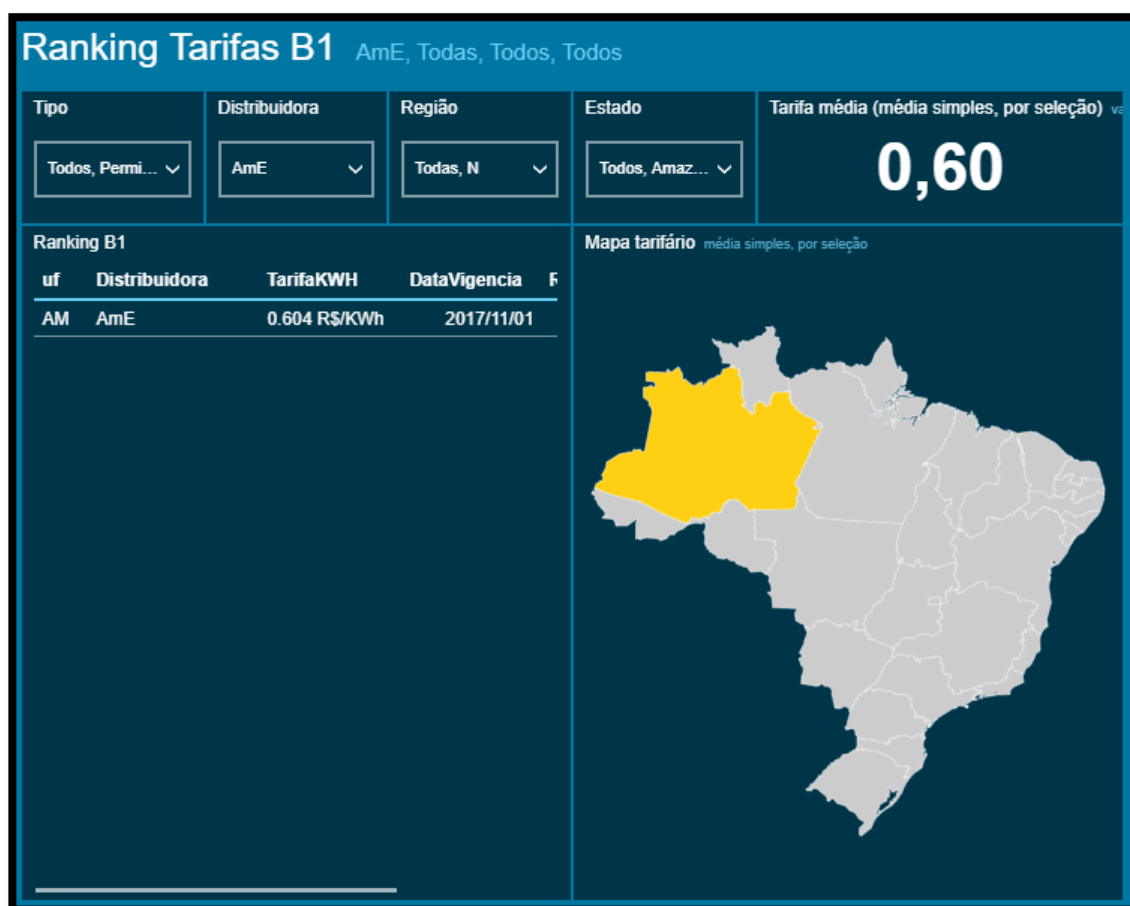 Ranking Tarifas B1 AmE, Todas, Todos, Todos
Tipo
Todos, Permi...
Distribuidora
AmE
Região
Todas, N
Estado
Todos, Amaz...
Tarifa média (média simples, por seleção)
0,60
Ranking B1
uf Distribuidora TarifaKWH DataVigencia
AM AmE 0.604 R$/KWh 2017/11/01
Mapa tarifário média simples, por seleção